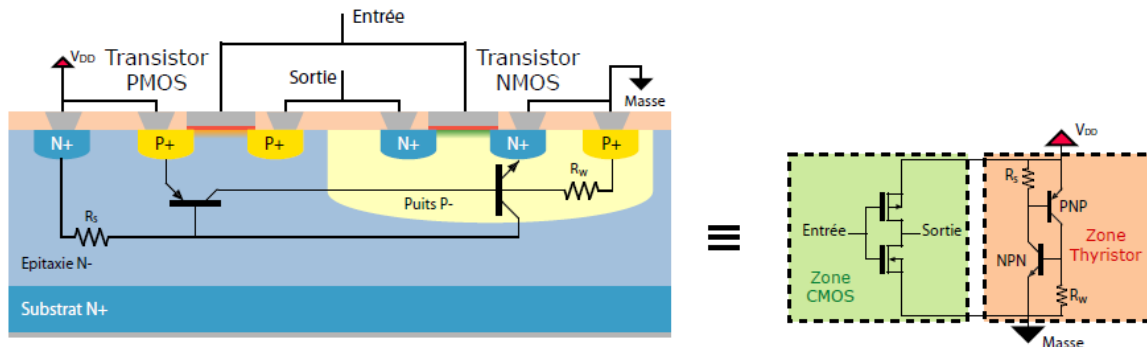 Entrée
VDD
Transistor
PMOS
Sortie
Transistor
NMOS
Masse
N+
P+
P+
N+
N+
P+
Rs
Puits P-
Rw
Epitaxie N-
Substrat N+
≡
VDD
Rs
PNP
Entrée
Sortie
NPN
Zone
Thyristor
Zone
CMOS
Rw
Masse